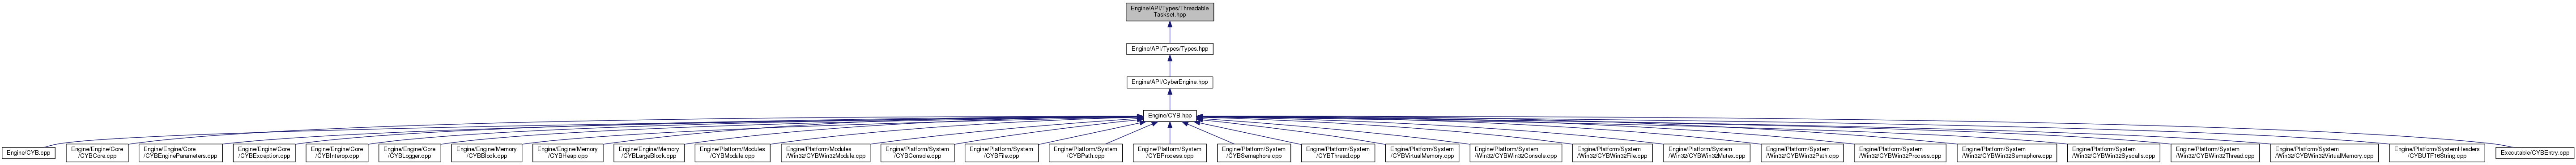 Engine/API/Types/Threadable
Taskset.hpp
Engine/API/Types/Types.hpp
Engine/API/CyberEngine.hpp
Engine/CYB.hpp
Engine/CYB.cpp
Engine/Engine/Core
/CYBCore.cpp
Engine/Engine/Core
/CYBEngineParameters.cpp
Engine/Engine/Core
/CYBException.cpp
Engine/Engine/Core
/CYBInterop.cpp
Engine/Engine/Core
/CYBLogger.cpp
Engine/Engine/Memory
/CYBBlock.cpp
Engine/Engine/Memory
/CYBHeap.cpp
Engine/Engine/Memory
/CYBLargeBlock.cpp
Engine/Platform/Modules
/CYBModule.cpp
Engine/Platform/Modules
/Win32/CYBWin32Module.cpp
Engine/Platform/System
/CYBConsole.cpp
Engine/Platform/System
/CYBFile.cpp
Engine/Platform/System
/CYBPath.cpp
Engine/Platform/System
/CYBProcess.cpp
Engine/Platform/System
/CYBSemaphore.cpp
Engine/Platform/System
/CYBThread.cpp
Engine/Platform/System
/CYBVirtualMemory.cpp
Engine/Platform/System
/Win32/CYBWin32Console.cpp
Engine/Platform/System
/Win32/CYBWin32File.cpp
Engine/Platform/System
/Win32/CYBWin32Mutex.cpp
Engine/Platform/System
/Win32/CYBWin32Path.cpp
Engine/Platform/System
/Win32/CYBWin32Process.cpp
Engine/Platform/System
/Win32/CYBWin32Semaphore.cpp
Engine/Platform/System
/Win32/CYBWin32Syscalls.cpp
Engine/Platform/System
/Win32/CYBWin32Thread.cpp
Engine/Platform/System
/Win32/CYBWin32VirtualMemory.cpp
Engine/Platform/SystemHeaders
/CYBUTF16String.cpp
Executable/CYBEntry.cpp